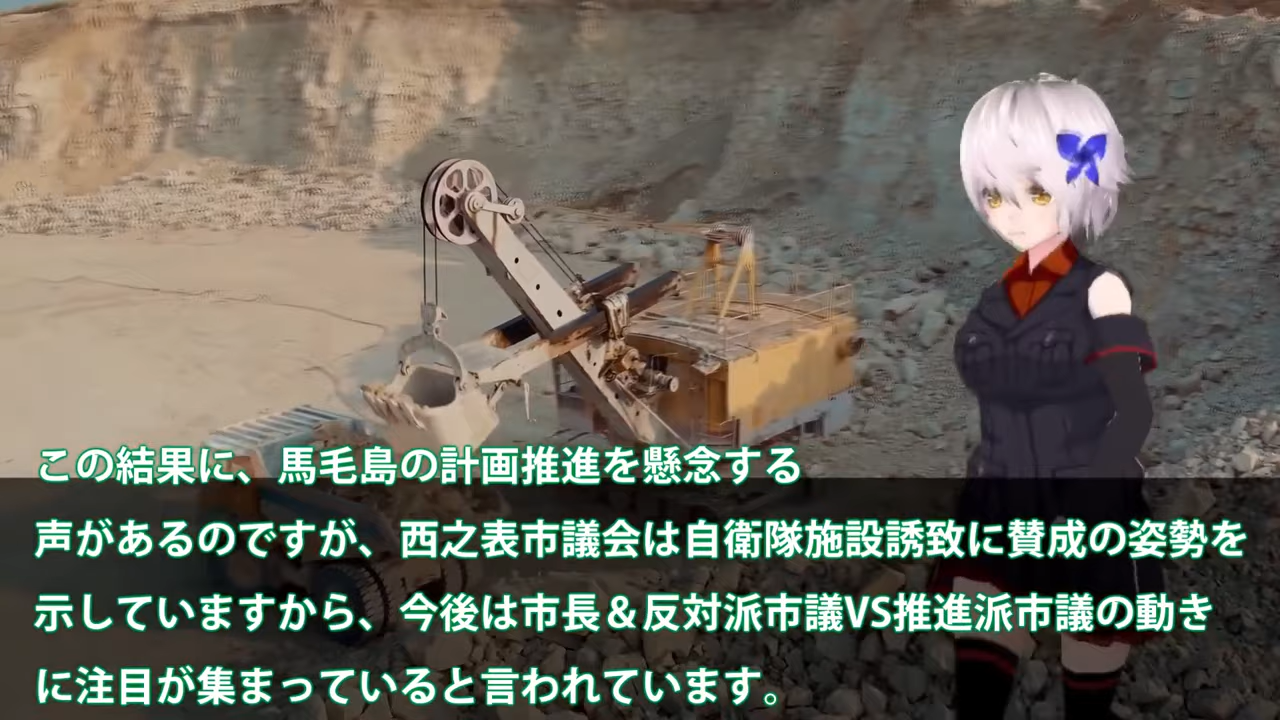 この結果に、馬毛島の計画推進を懸念する
声があるのですが、西之表市議会は自衛隊施設誘致に賛成の姿勢を
示していますから、今後は市長＆反対派市議VS推進派市議の動き
に注目が集まっていると言われています。